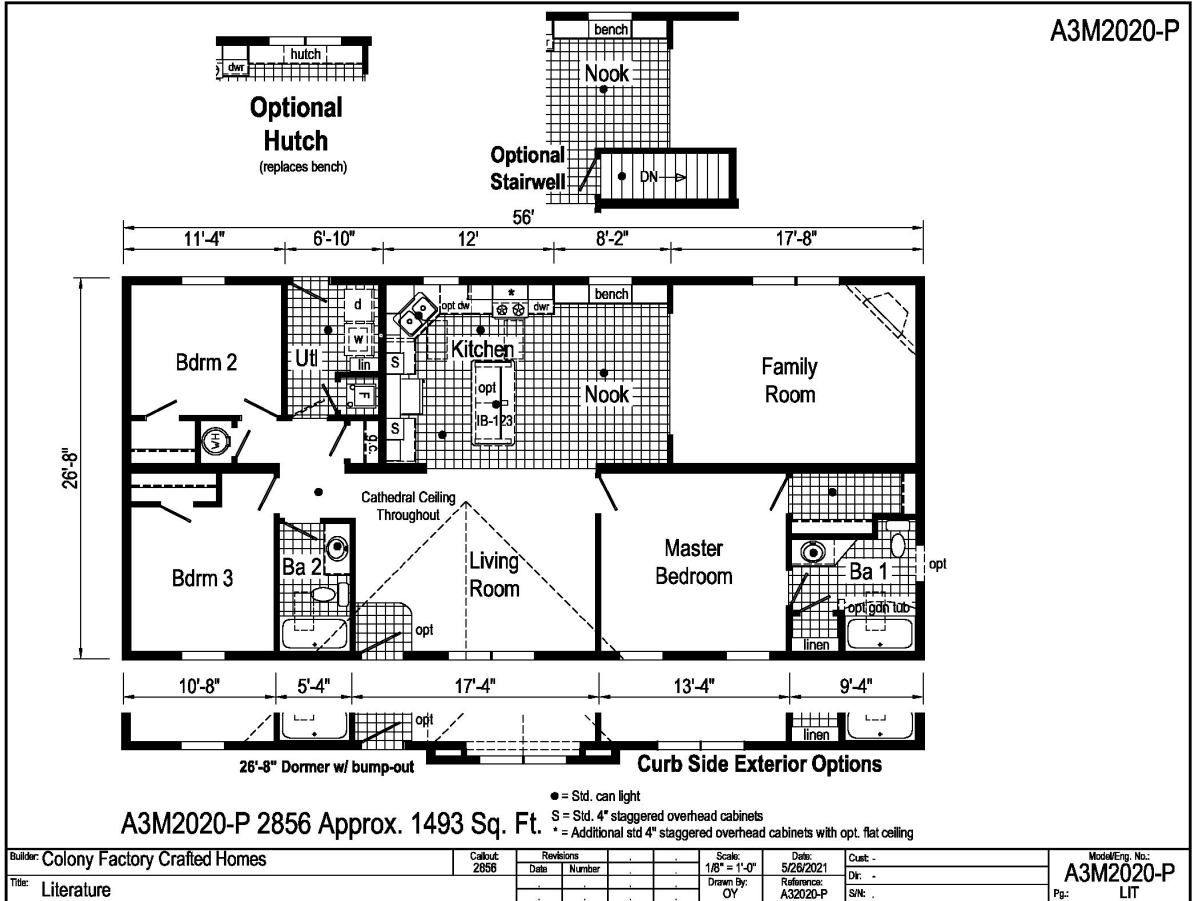 A3M2020-P
hutch
dwr
Optional
Hutch
(replaces bench)
bench
Nook
Optional
Stairwell
DN
56'
11'-4"
6'-10"
12'
8'-2"
17'-8"
26'-8"
Bdrm 2
Utl
d
w
lin
F
WH
g.c.
opt dw
*
dwr
bench
Kitchen
S
opt
IB-123
S
Nook
Family
Room
Cathedral Ceiling
Throughout
Bdrm 3
Ba 2
Living
Room
opt
Master
Bedroom
Ba 1
opt
opt gdn tub
linen
10'-8"
5'-4"
17'-4"
13'-4"
9'-4"
opt
linen
26'-8" Dormer w/ bump-out
Curb Side Exterior Options
● = Std. can light
S = Std. 4" staggered overhead cabinets
* = Additional std 4" staggered overhead cabinets with opt. flat ceiling
A3M2020-P 2856 Approx. 1493 Sq. Ft.
Builder: Colony Factory Crafted Homes
Title: Literature
Callout:
2856
Revisions
Date Number
Scale:
1/8" = 1'-0"
Drawn By:
OY
Date:
5/26/2021
Reference:
A32020-P
Cust: -
Dir: -
S/N: .
Model/Eng. No.:
A3M2020-P
Pg.: LIT